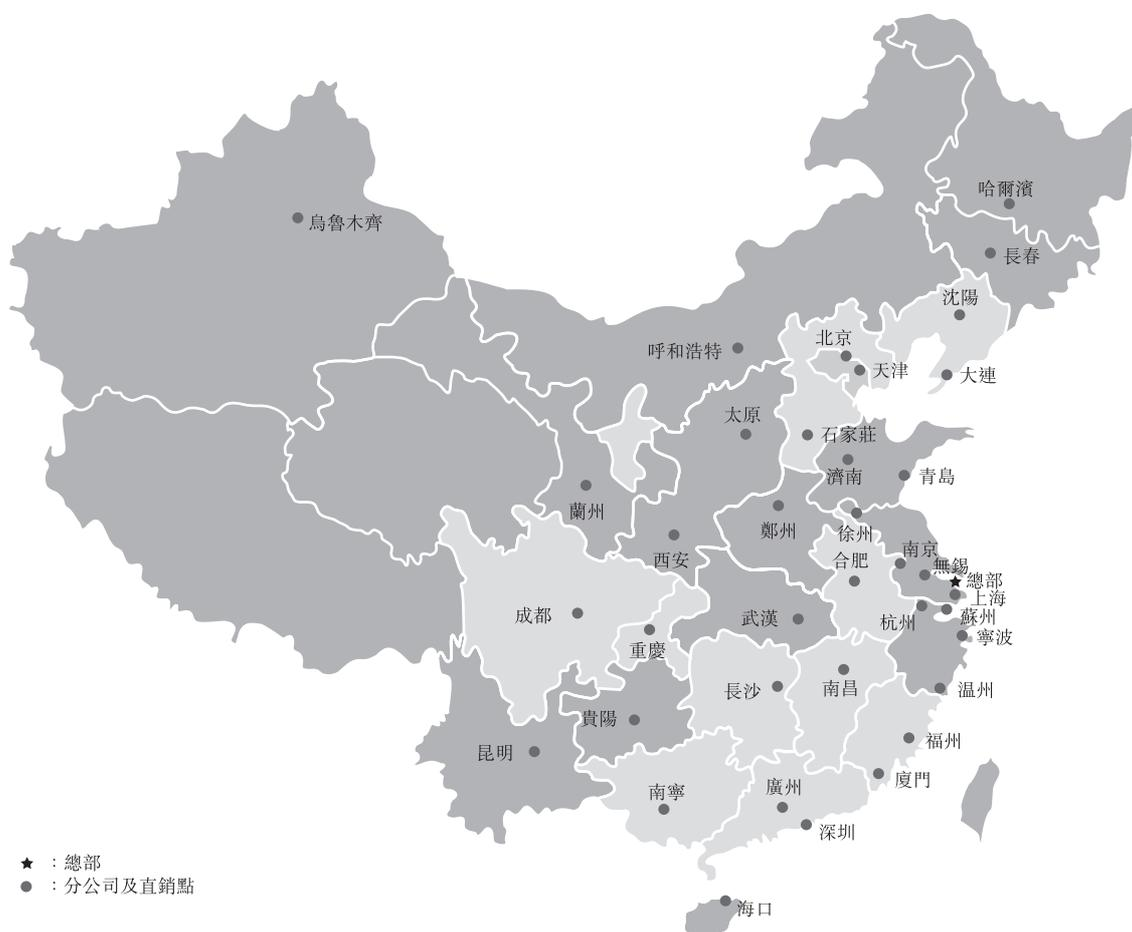 哈爾濱
烏魯木齊
長春
沈陽
北京
呼和浩特
天津
大連
太原
石家莊
濟南
青島
蘭州
鄭州
徐州
南京
西安
合肥
無錫
總部
上海
成都
武漢
杭州
蘇州
寧波
重慶
長沙
南昌
温州
貴陽
福州
昆明
廈門
南寧
廣州
深圳
：總部
：分公司及直銷點
海口